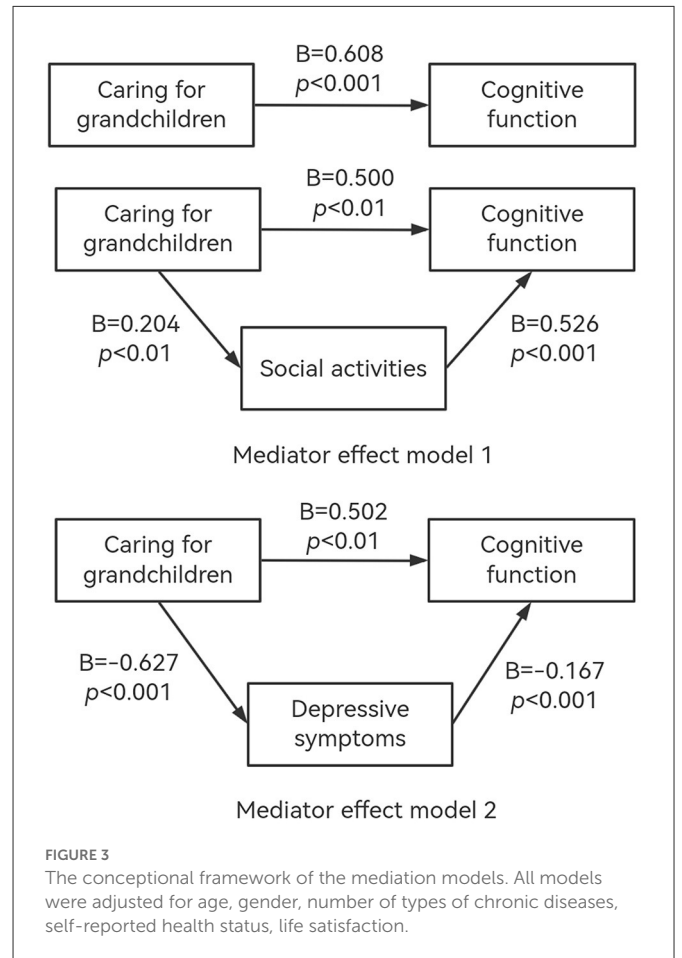 B=0.608
p<0.001
Caring for
grandchildren
Cognitive
function
B=0.500
p<0.01
Caring for
grandchildren
Cognitive
function
B=0.204
p<0.01
B=0.526
p<0.001
Social activities
Mediator effect model 1
B=0.502
p<0.01
Caring for
grandchildren
Cognitive
function
B=−0.627
p<0.001
B=−0.167
p<0.001
Depressive
symptoms
Mediator effect model 2
FIGURE 3
The conceptional framework of the mediation models. All models
were adjusted for age, gender, number of types of chronic diseases,
self-reported health status, life satisfaction.